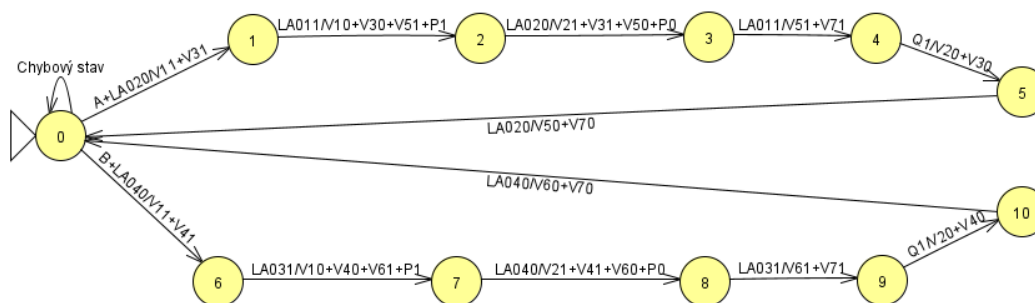 LA011/V10+V30+V51+P1
LA020/V21+V31+V50+P0
LA011/V51+V71
1
2
3
4
Q1/V20+V30
Chybový stav
A+LA020/V11+V31
5
0
LA020/V50+V70
B+LA040/V11+V41
LA040/V60+V70
10
Q1/V20+V40
LA031/V10+V40+V61+P1
LA040/V21+V41+V60+P0
LA031/V61+V71
6
7
8
9